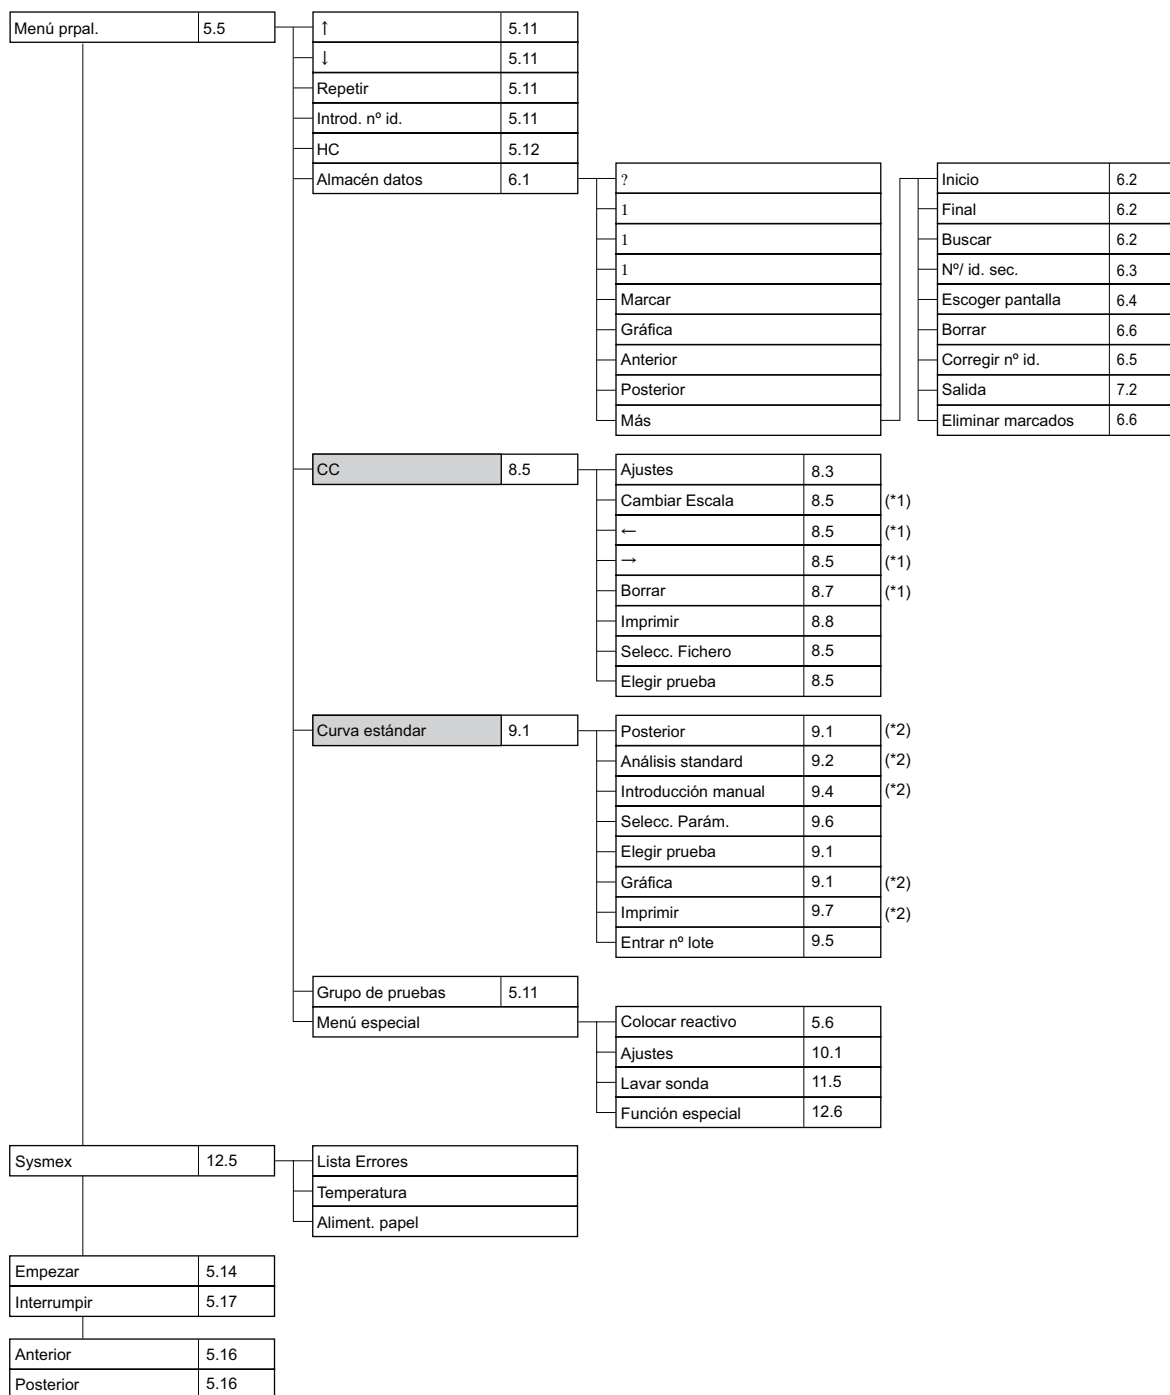 Menú prpal. 5.5
↑ 5.11
↓ 5.11
Repetir 5.11
Introd. nº id. 5.11
HC 5.12
Almacén datos 6.1
?
1
1
1
Marcar
Gráfica
Anterior
Posterior
Más
Inicio 6.2
Final 6.2
Buscar 6.2
Nº/ id. sec. 6.3
Escoger pantalla 6.4
Borrar 6.6
Corregir nº id. 6.5
Salida 7.2
Eliminar marcados 6.6
CC 8.5
Ajustes 8.3
Cambiar Escala 8.5 (*1)
← 8.5 (*1)
→ 8.5 (*1)
Borrar 8.7 (*1)
Imprimir 8.8
Selecc. Fichero 8.5
Elegir prueba 8.5
Curva estándar 9.1
Posterior 9.1 (*2)
Análisis standard 9.2 (*2)
Introducción manual 9.4 (*2)
Selecc. Parám. 9.6
Elegir prueba 9.1
Gráfica 9.1 (*2)
Imprimir 9.7 (*2)
Entrar nº lote 9.5
Grupo de pruebas 5.11
Menú especial
Colocar reactivo 5.6
Ajustes 10.1
Lavar sonda 11.5
Función especial 12.6
Sysmex 12.5
Lista Errores
Temperatura
Aliment. papel
Empezar 5.14
Interrumpir 5.17
Anterior 5.16
Posterior 5.16